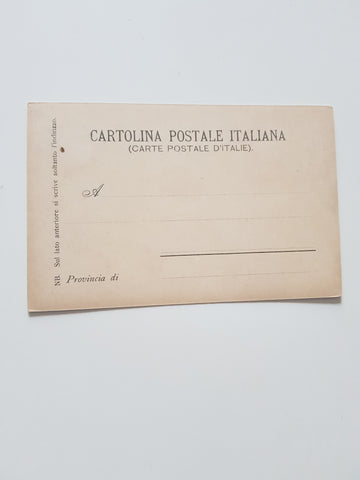 CARTOLINA POSTALE ITALIANA
(CARTE POSTALE D'ITALIE).
A
Provincia di
NB. Sul lato anteriore si scrive soltanto l'indirizzo.